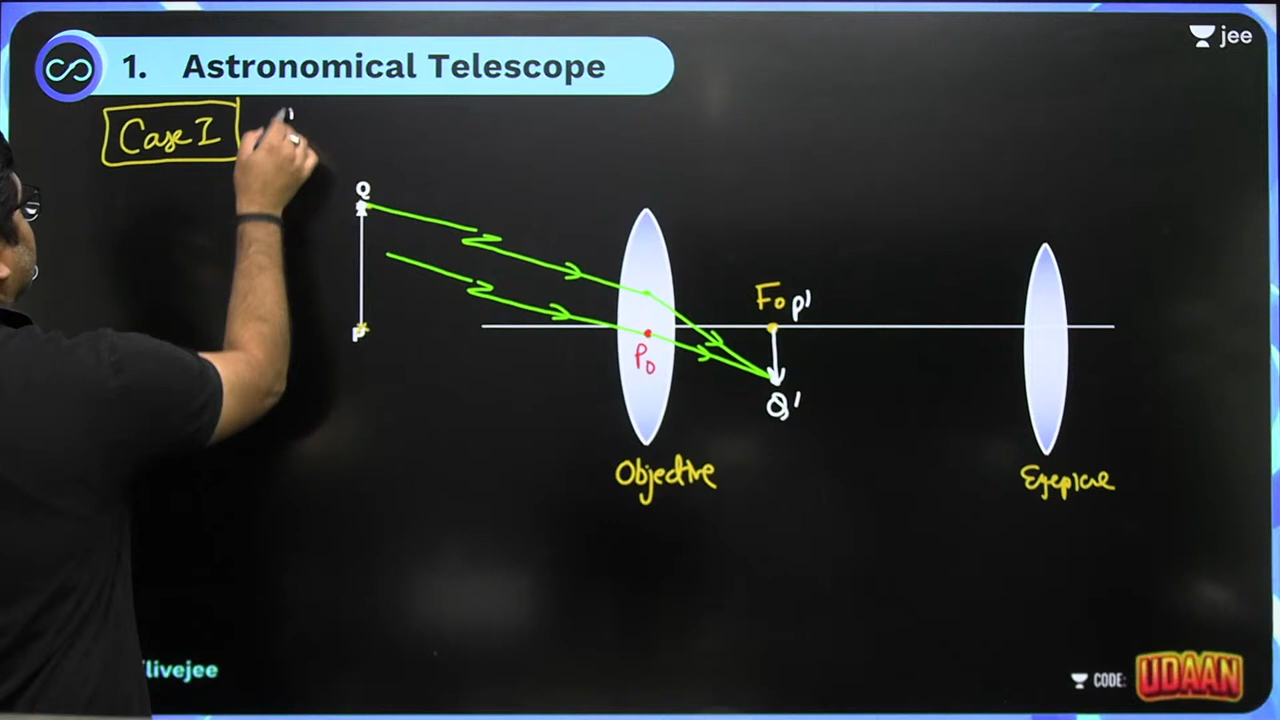 jee
1. Astronomical Telescope
Case I
Q
P
Fo P'
Po
Q'
Objective
Eyepiece
livejee
CODE: UDAAN